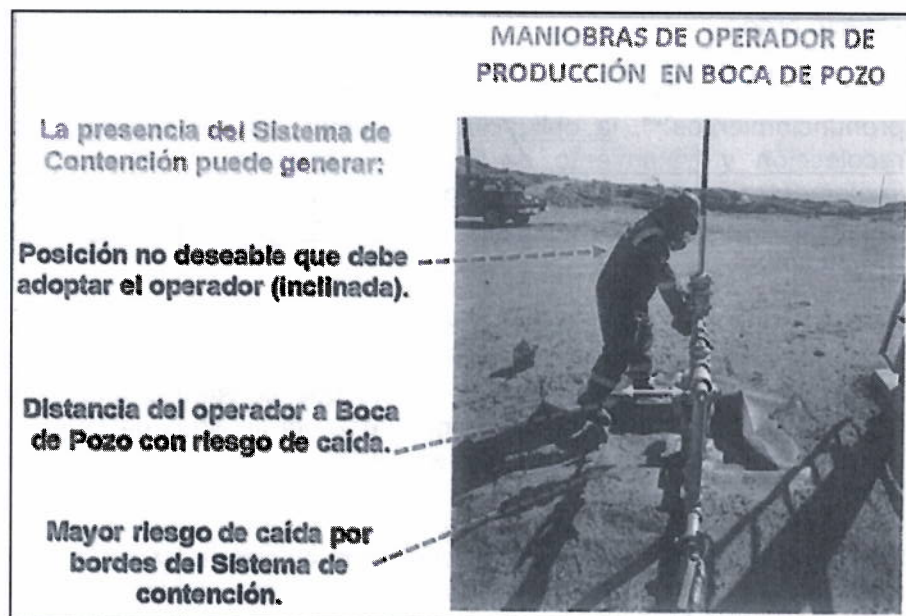 MANIOBRAS DE OPERADOR DE
PRODUCCIÓN EN BOCA DE POZO
La presencia del Sistema de
Contención puede generar:
Posición no deseable que debe
adoptar el operador (inclinada).
Distancia del operador a Boca
de Pozo con riesgo de caída.
Mayor riesgo de caída por
bordes del Sistema de
contención.